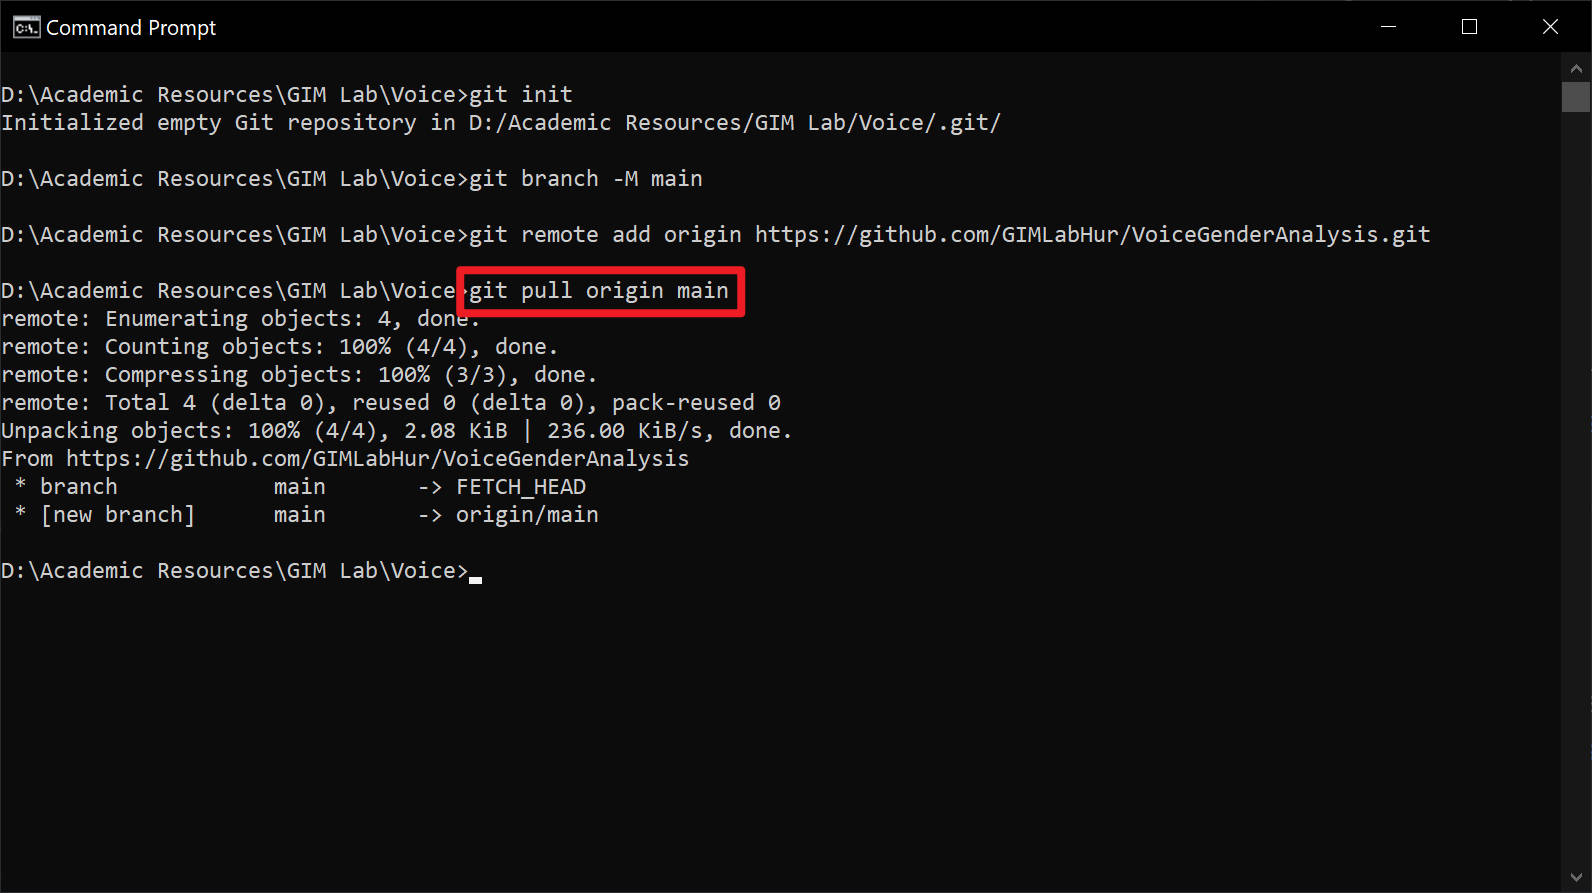 Command Prompt
D:\Academic Resources\GIM Lab\Voice>git init
Initialized empty Git repository in D:/Academic Resources/GIM Lab/Voice/.git/
D:\Academic Resources\GIM Lab\Voice>git branch -M main
D:\Academic Resources\GIM Lab\Voice>git remote add origin https://github.com/GIMLabHur/VoiceGenderAnalysis.git
D:\Academic Resources\GIM Lab\Voice>git pull origin main
remote: Enumerating objects: 4, done.
remote: Counting objects: 100% (4/4), done.
remote: Compressing objects: 100% (3/3), done.
remote: Total 4 (delta 0), reused 0 (delta 0), pack-reused 0
Unpacking objects: 100% (4/4), 2.08 KiB | 236.00 KiB/s, done.
From https://github.com/GIMLabHur/VoiceGenderAnalysis
 * branch            main       -> FETCH_HEAD
 * [new branch]      main       -> origin/main
D:\Academic Resources\GIM Lab\Voice>